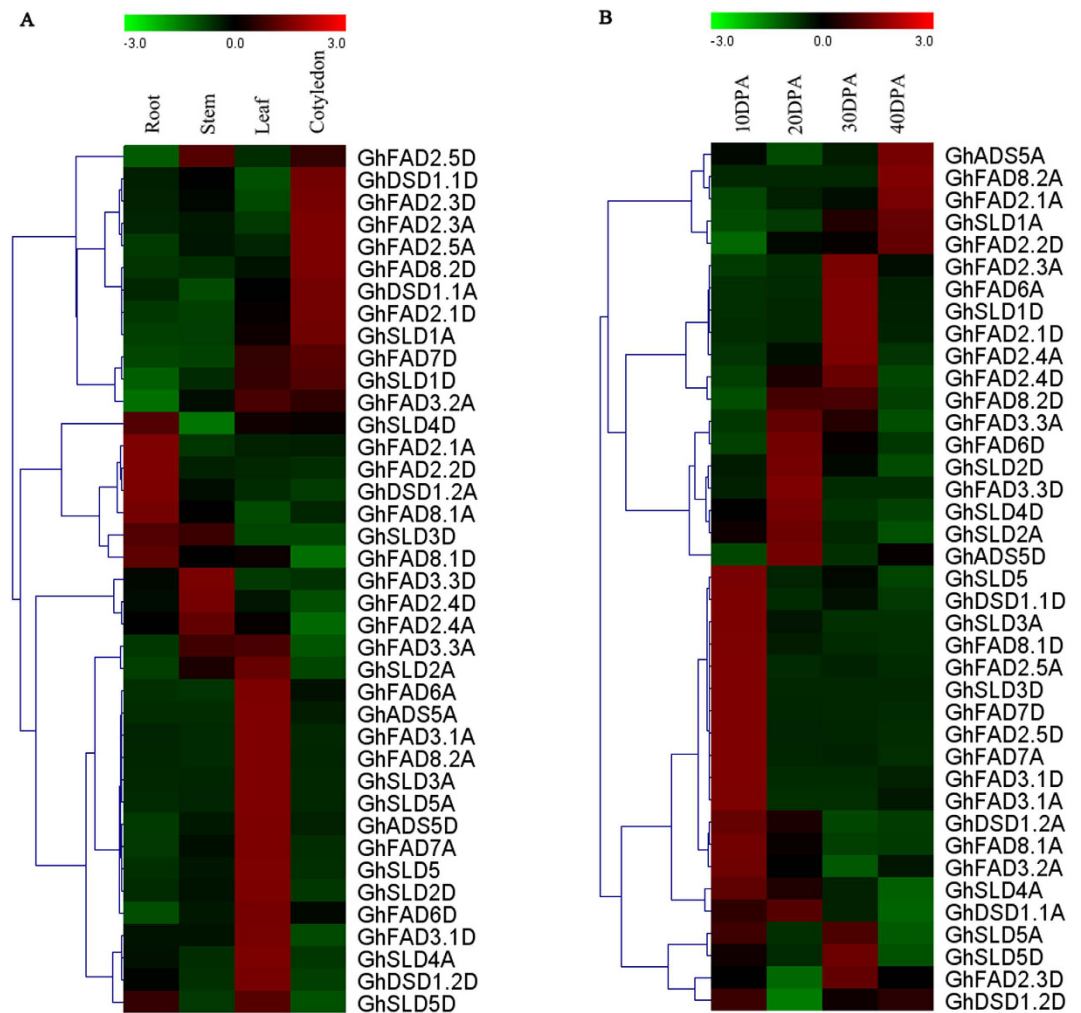 A
-3.0 0.0 3.0
Root Stem Leaf Cotyledon
GhFAD2.5D
GhDSD1.1D
GhFAD2.3D
GhFAD2.3A
GhFAD2.5A
GhFAD8.2D
GhDSD1.1A
GhFAD2.1D
GhSLD1A
GhFAD7D
GhSLD1D
GhFAD3.2A
GhSLD4D
GhFAD2.1A
GhFAD2.2D
GhDSD1.2A
GhFAD8.1A
GhSLD3D
GhFAD8.1D
GhFAD3.3D
GhFAD2.4D
GhFAD2.4A
GhFAD3.3A
GhSLD2A
GhFAD6A
GhADS5A
GhFAD3.1A
GhFAD8.2A
GhSLD3A
GhSLD5A
GhADS5D
GhFAD7A
GhSLD5
GhSLD2D
GhFAD6D
GhFAD3.1D
GhSLD4A
GhDSD1.2D
GhSLD5D
B
-3.0 0.0 3.0
10DPA 20DPA 30DPA 40DPA
GhADS5A
GhFAD8.2A
GhFAD2.1A
GhSLD1A
GhFAD2.2D
GhFAD2.3A
GhFAD6A
GhSLD1D
GhFAD2.1D
GhFAD2.4A
GhFAD2.4D
GhFAD8.2D
GhFAD3.3A
GhFAD6D
GhSLD2D
GhFAD3.3D
GhSLD4D
GhSLD2A
GhADS5D
GhSLD5
GhDSD1.1D
GhSLD3A
GhFAD8.1D
GhFAD2.5A
GhSLD3D
GhFAD7D
GhFAD2.5D
GhFAD7A
GhFAD3.1D
GhFAD3.1A
GhDSD1.2A
GhFAD8.1A
GhFAD3.2A
GhSLD4A
GhDSD1.1A
GhSLD5A
GhSLD5D
GhFAD2.3D
GhDSD1.2D